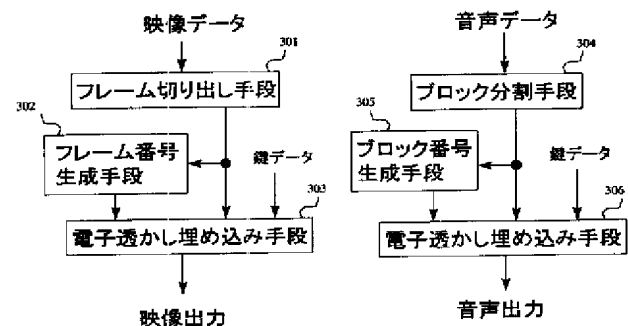 映像データ
301
フレーム切り出し手段
302
フレーム番号
生成手段
鍵データ
303
電子透かし埋め込み手段
映像出力
音声データ
304
ブロック分割手段
305
ブロック番号
生成手段
鍵データ
306
電子透かし埋め込み手段
音声出力